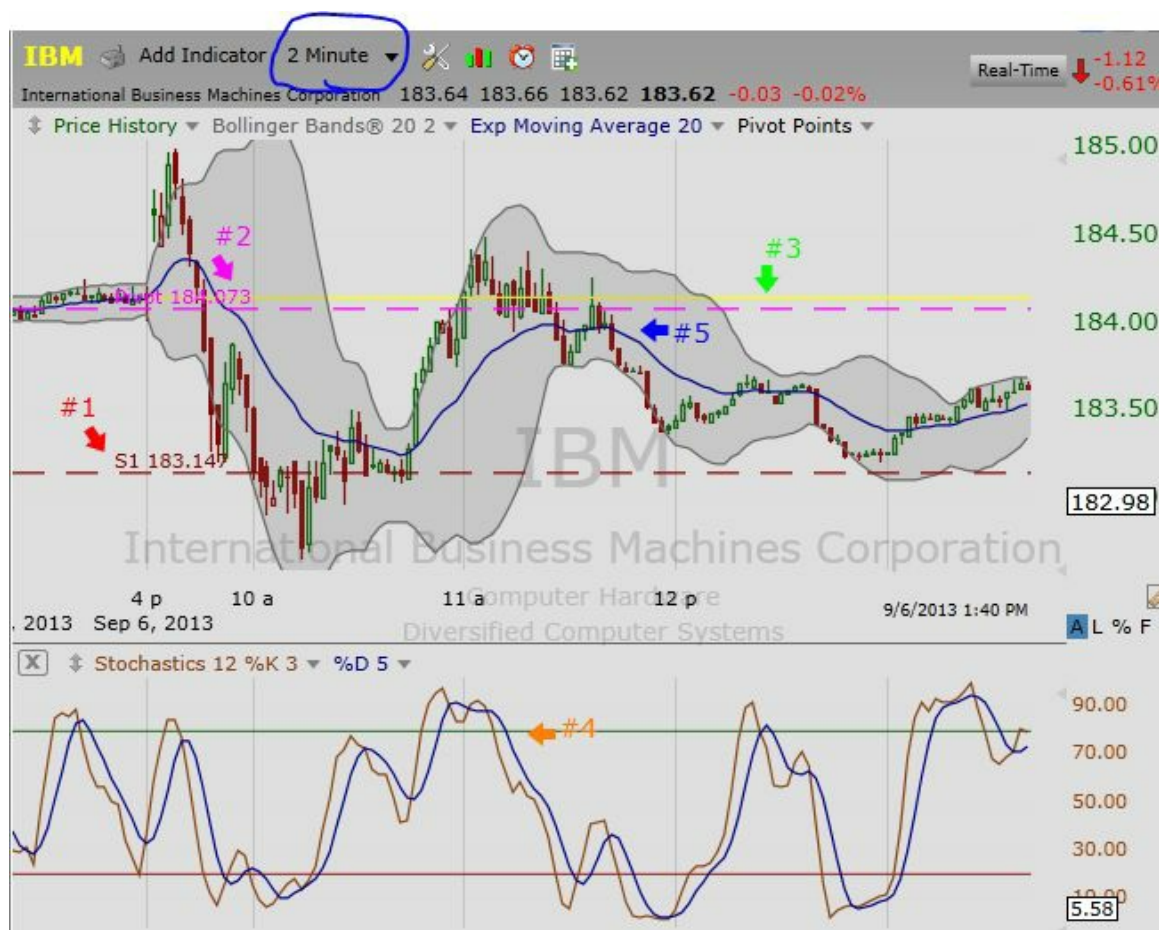 IBM Add Indicator 2 Minute
Real-Time -1.12
-0.61%
International Business Machines Corporation 183.64 183.66 183.62 183.62 -0.03 -0.02%
Price History Bollinger Bands® 20 2 Exp Moving Average 20 Pivot Points
185.00
184.50
184.00
183.50
182.98
#2
#3
Pivot 184.073
#5
#1
S1 183.147
IBM
International Business Machines Corporation
Computer Hardware
Diversified Computer Systems
4 p 10 a 11 a 12 p
, 2013 Sep 6, 2013
9/6/2013 1:40 PM
A L % F
X Stochastics 12 %K 3 %D 5
#4
90.00
70.00
50.00
30.00
10.00
5.58